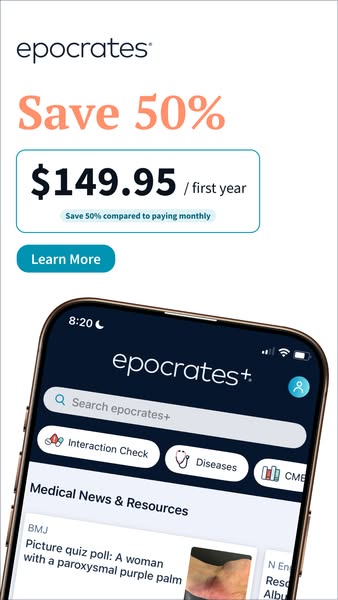 epocrates®
Save 50%
$149.95 / first year
Save 50% compared to paying monthly
Learn More
8:20
epocrates+
Search epocrates+
Interaction Check
Diseases
CME
Medical News & Resources
BMJ
Picture quiz poll: A woman
with a paroxysmal purple palm
N En
Reso
Albu